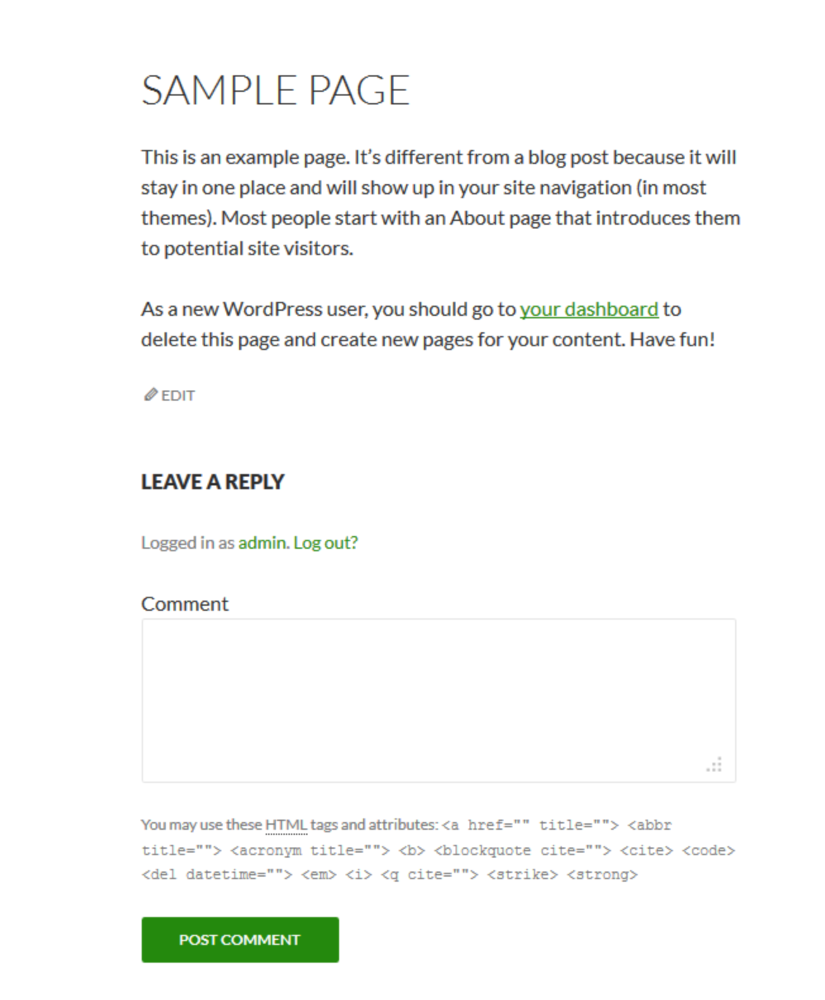 SAMPLE PAGE
This is an example page. It’s different from a blog post because it will
stay in one place and will show up in your site navigation (in most
themes). Most people start with an About page that introduces them
to potential site visitors.
As a new WordPress user, you should go to your dashboard to
delete this page and create new pages for your content. Have fun!
EDIT
LEAVE A REPLY
Logged in as admin. Log out?
Comment
You may use these HTML tags and attributes: <a href="" title=""> <abbr
title=""> <acronym title=""> <b> <blockquote cite=""> <cite> <code>
<del datetime=""> <em> <i> <q cite=""> <strike> <strong>
POST COMMENT